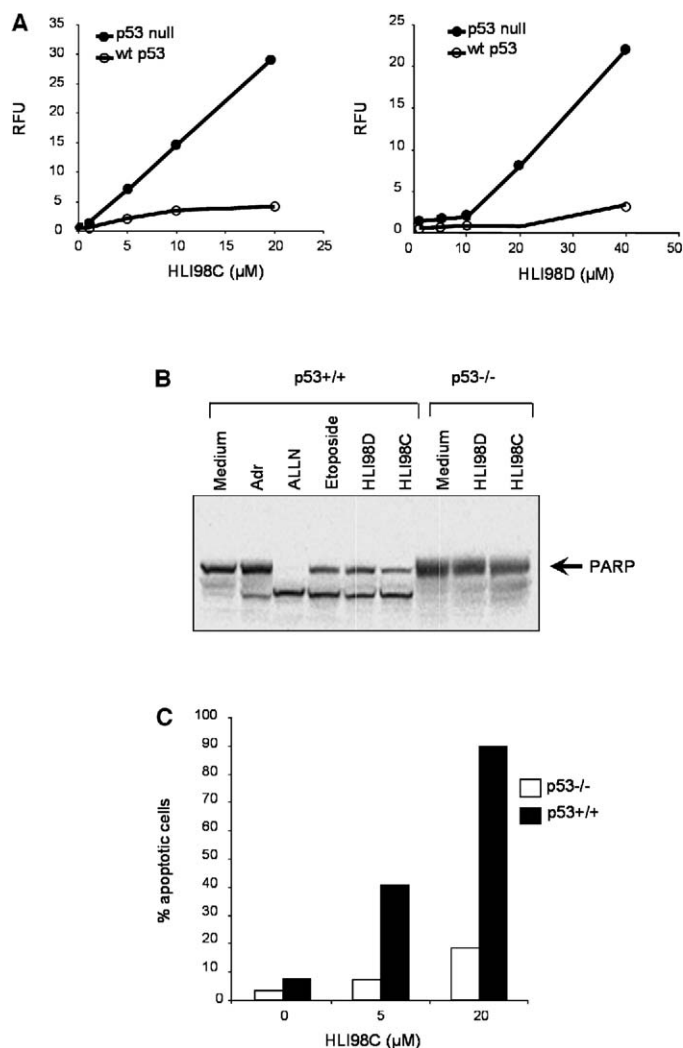 A
p53 null
wt p53
RFU
35
30
25
20
15
10
5
0
0
5
10
15
20
25
HLI98C (µM)
p53 null
wt p53
RFU
25
20
15
10
5
0
0
10
20
30
40
50
HLI98D (µM)
B
p53+/+
p53-/-
Medium
Adr
ALLN
Etoposide
HLI98D
HLI98C
Medium
HLI98D
HLI98C
PARP
C
% apoptotic cells
100
90
80
70
60
50
40
30
20
10
0
p53-/-
p53+/+
0
5
20
HLI98C (µM)